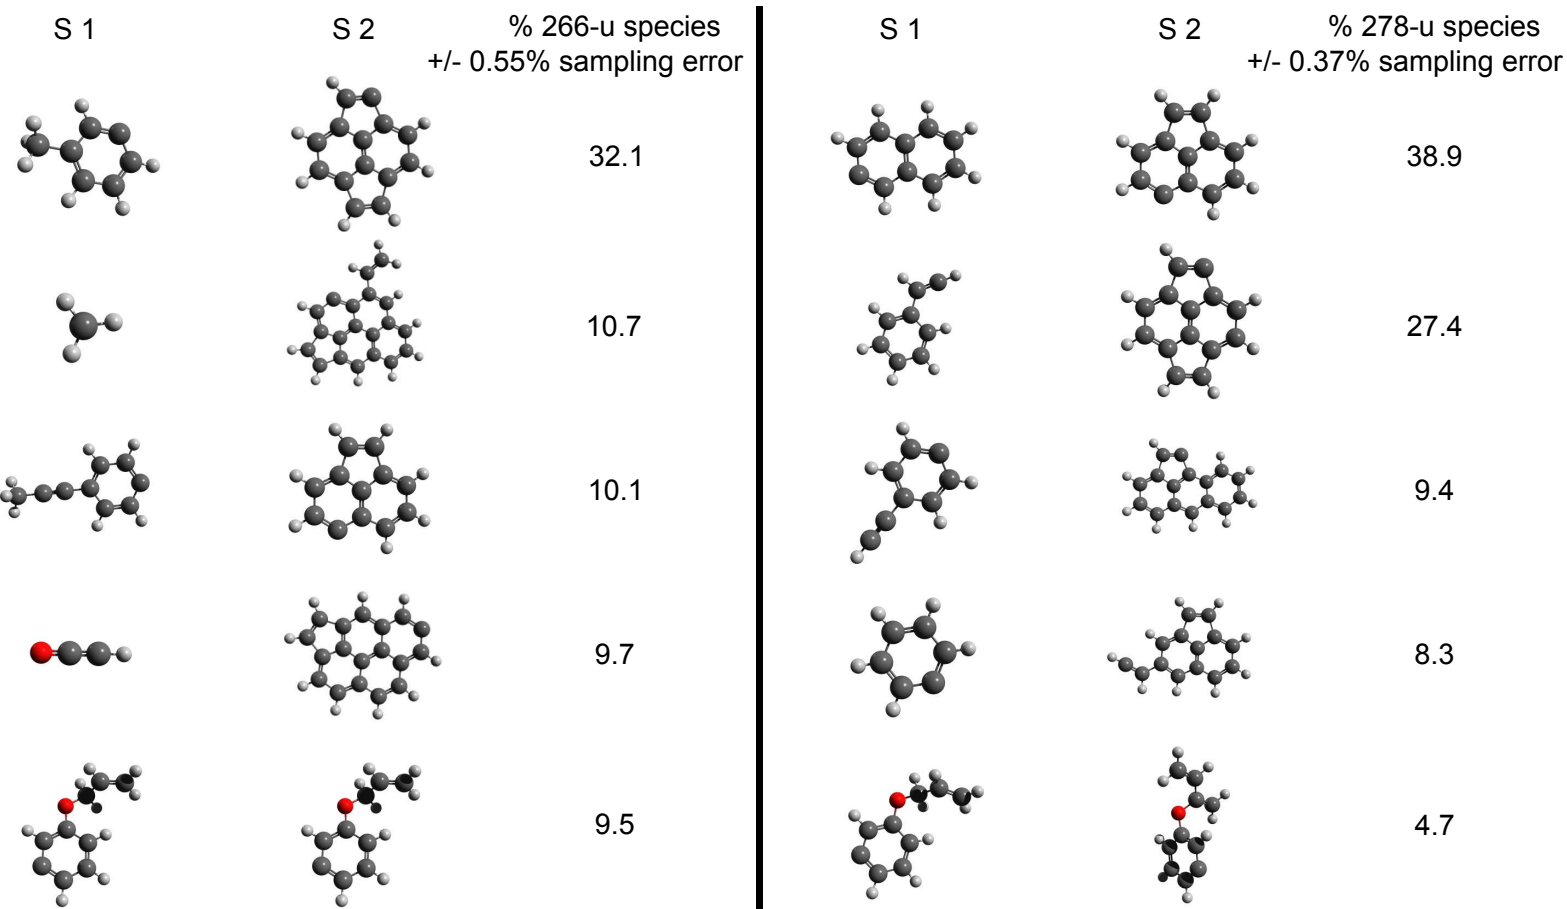 S 1 S 2 % 266-u species
+/- 0.55% sampling error
32.1
10.7
10.1
9.7
9.5
S 1 S 2 % 278-u species
+/- 0.37% sampling error
38.9
27.4
9.4
8.3
4.7